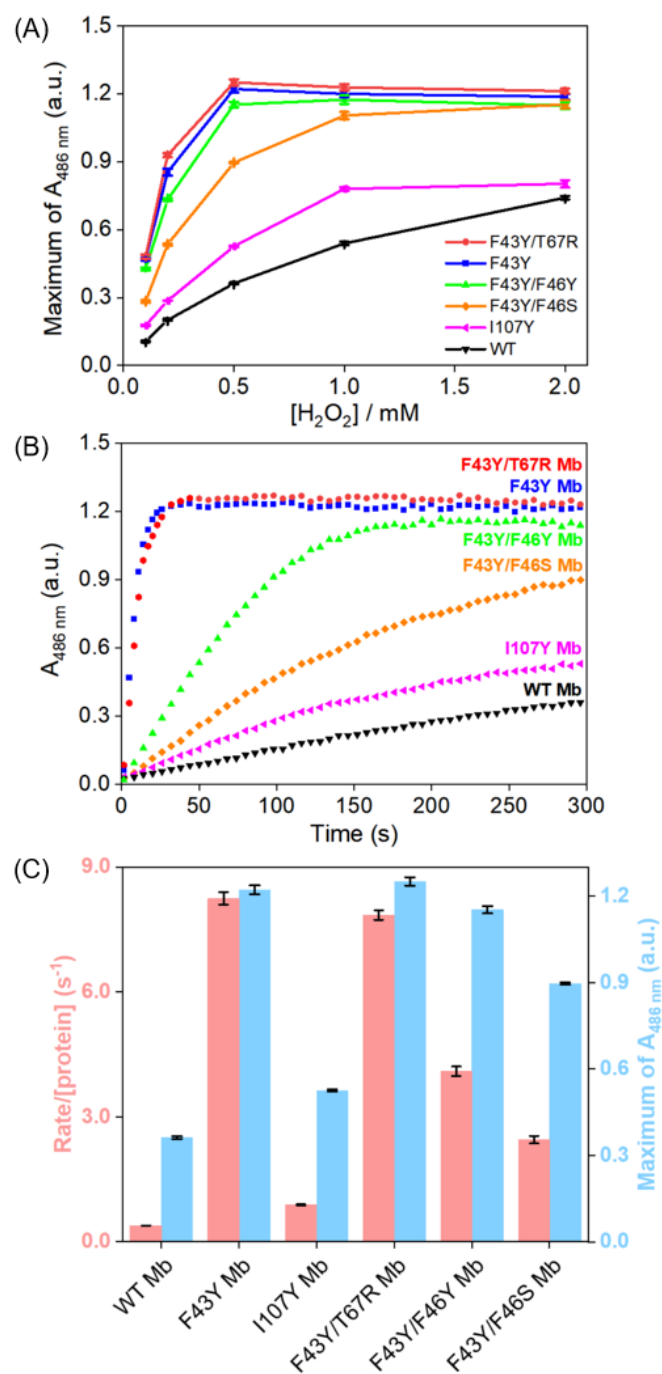 (A)
Maximum of A486 nm (a.u.)
1.5
1.2
0.9
0.6
0.3
0.0
F43Y/T67R
F43Y
F43Y/F46Y
F43Y/F46S
I107Y
WT
0.0 0.5 1.0 1.5 2.0
[H2O2] / mM
(B)
A486 nm (a.u.)
1.5
1.2
0.9
0.6
0.3
0.0
F43Y/T67R Mb
F43Y Mb
F43Y/F46Y Mb
F43Y/F46S Mb
I107Y Mb
WT Mb
0 50 100 150 200 250 300
Time (s)
(C)
Rate/[protein] (s-1)
9.0
6.0
3.0
0.0
1.2
0.9
0.6
0.3
0.0
Maximum of A486 nm (a.u.)
WT Mb
F43Y Mb
I107Y Mb
F43Y/T67R Mb
F43Y/F46Y Mb
F43Y/F46S Mb